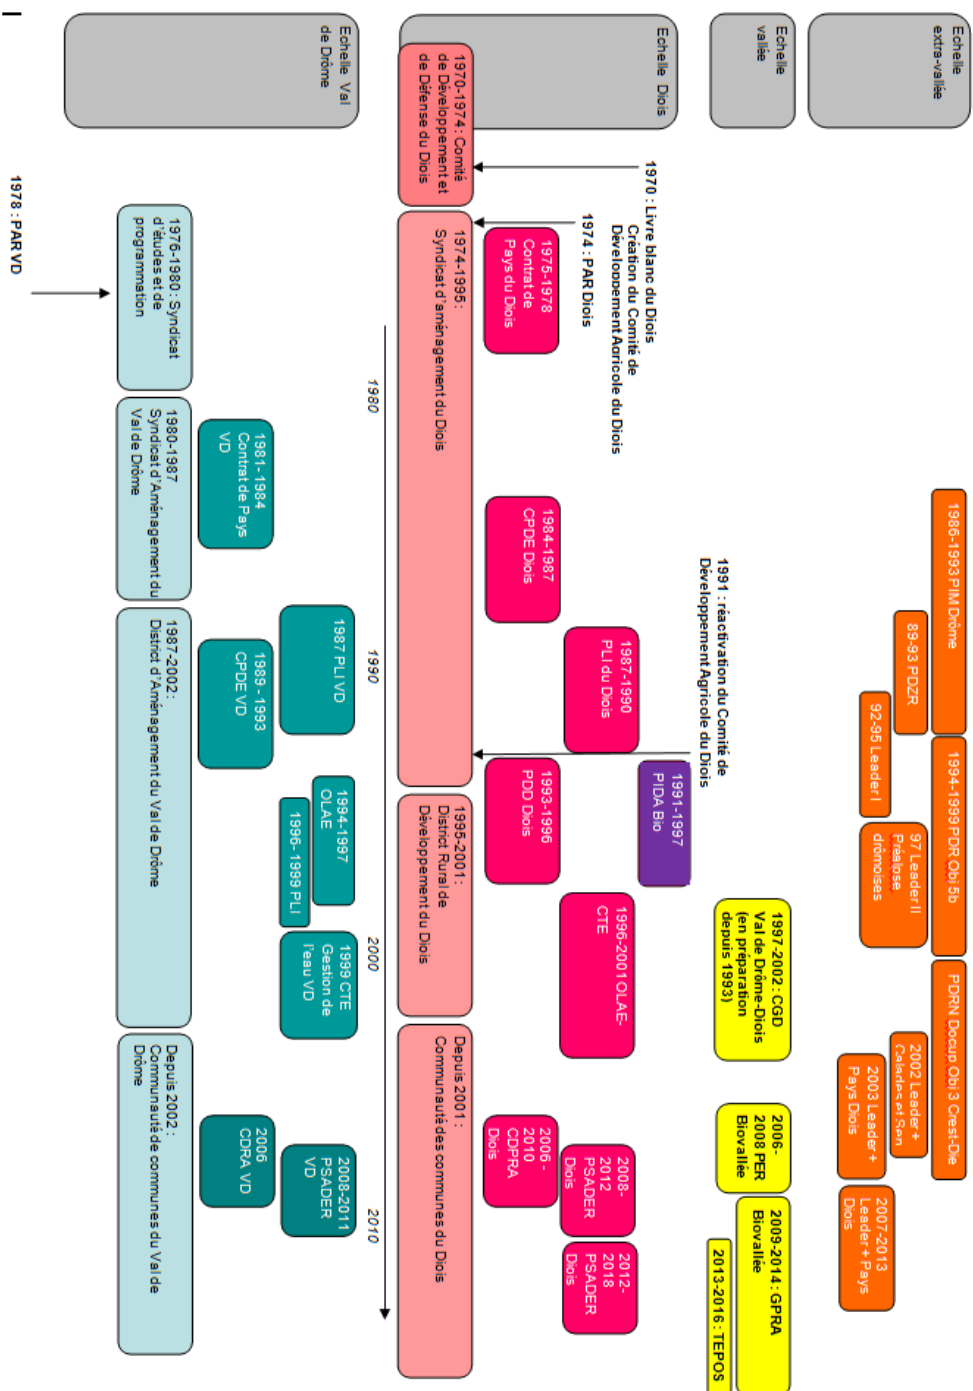 Echelle
extra-vallée
1986-1993 PIM Drôme
1994-1999 PDR Obj 5b
PDRN Docup Obj 3 Crest-Die
89-93 PDZR
2002 Leader +
92-95 Leader I
97 Leader II
Préalpse
drômoises
2003 Leader +
Pays Diois
2007-2013
Leader + Pays
Diois
Echelle
vallée
1997-2002 : CGD
Val de Drôme-Diois
(en préparation
depuis 1993)
2006-
2008 PER
Biovallée
2009-2014 : GPRA
Biovallée
2013-2016 : TEPOS
Echelle Diois
1970 : Livre blanc du Diois
Création du Comité de
Développement Agricole du Diois
1974 : PAR Diois
1991 : réactivation du Comité de
Développement Agricole du Diois
1991-1997
PIDA Bio
1987-1990
PLI du Diois
1996-2001 OLAE-
CTE
2008-
2012
PSADER
Diois
2012-
2018
PSADER
Diois
1975-1978
Contrat de
Pays du Diois
1984-1987
CPDE Diois
1993-1996
PDD Diois
2006 -
2010
CDPRA
Diois
1970-1974 : Comité
de Développement et
de Défense du Diois
1974-1995 :
Syndicat d'aménagement du Diois
1995-2001 :
District Rural de
Développement du Diois
Depuis 2001 :
Communauté des communes du Diois
1980
1990
2000
2010
Echelle Val
de Drôme
1987 PLI VD
1994-1997
OLAE
1996-1999 PLI
1999 CTE
Gestion de
l'eau VD
2008-2011
PSADER
VD
1981-1984
Contrat de Pays
VD
1989 - 1993
CPDE VD
2006
CDRA VD
1976-1980 : Syndicat
d'études et de
programmation
1980-1987
Syndicat d'Aménagement du
Val de Drôme
1987-2002 :
District d'Aménagement du Val de Drôme
Depuis 2002 :
Communauté de communes du Val de
Drôme
1978 : PAR VD